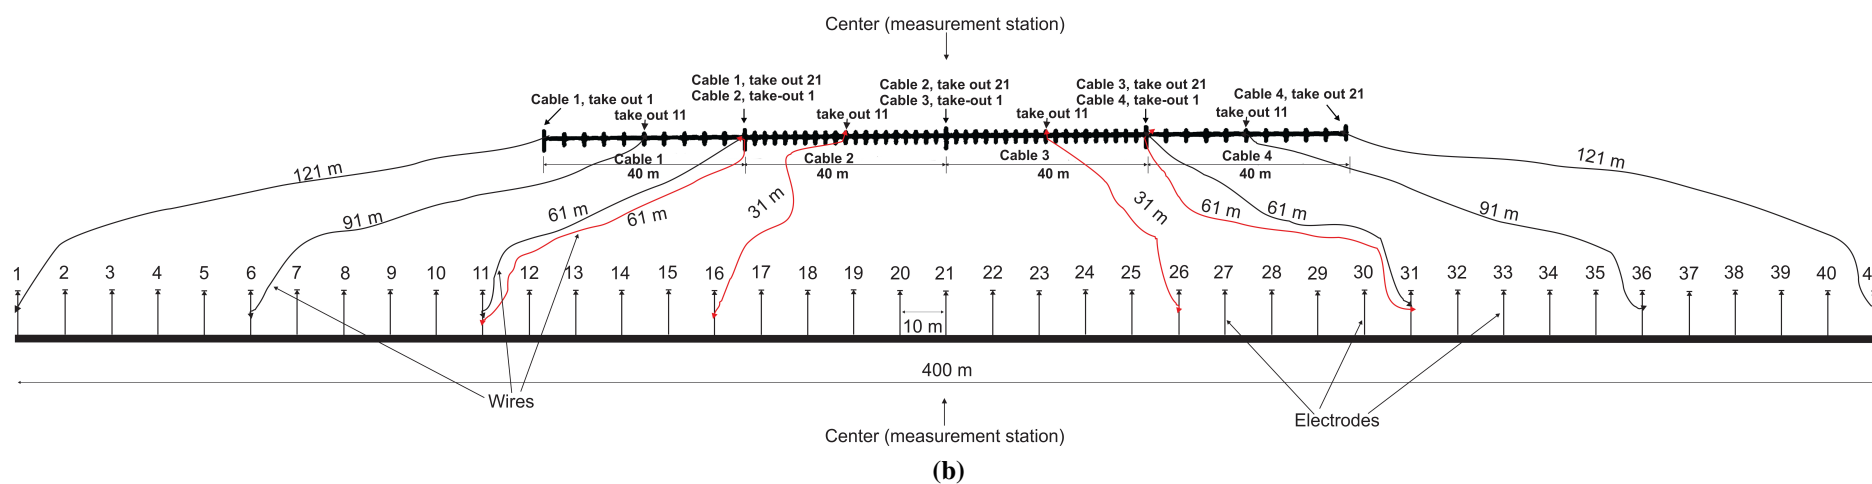 Center (measurement station)
Cable 1, take out 1
take out 11
Cable 1, take out 21
Cable 2, take-out 1
take out 11
Cable 2, take out 21
Cable 3, take-out 1
take out 11
Cable 3, take out 21
Cable 4, take-out 1
take out 11
Cable 4, take out 21
Cable 1
40 m
Cable 2
40 m
Cable 3
40 m
Cable 4
40 m
121 m
91 m
61 m
61 m
31 m
31 m
61 m
61 m
91 m
121 m
1 2 3 4 5 6 7 8 9 10 11 12 13 14 15 16 17 18 19 20 21 22 23 24 25 26 27 28 29 30 31 32 33 34 35 36 37 38 39 40 4
10 m
400 m
Wires
Electrodes
Center (measurement station)
(b)